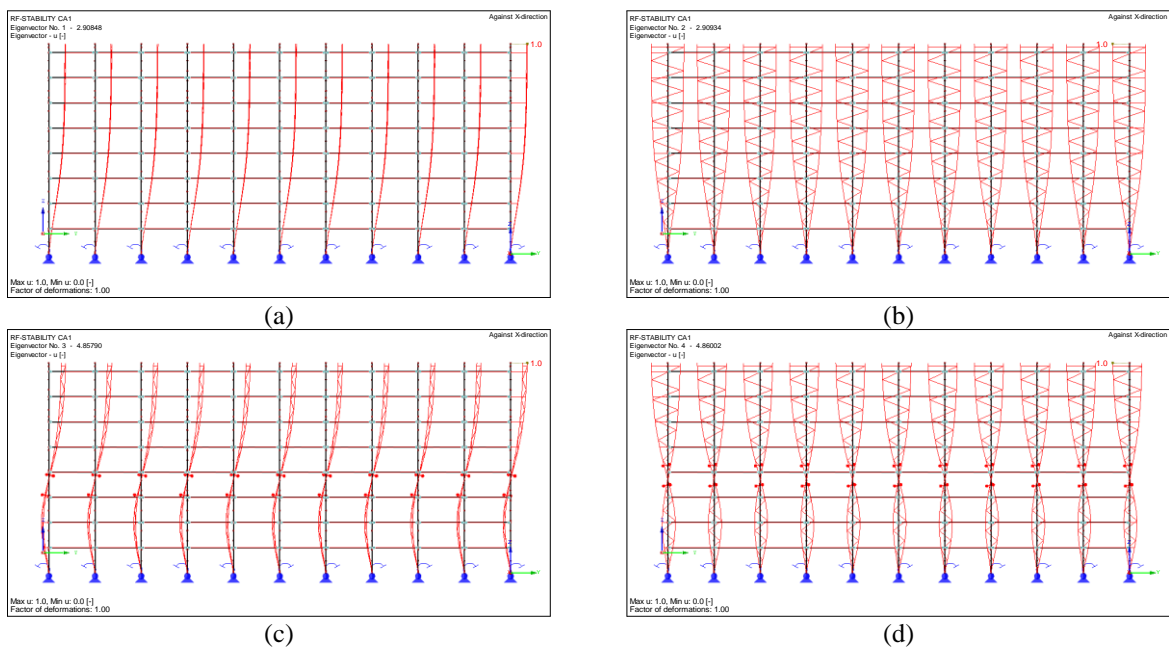 RF-STABILITY CA1
Against X-direction
Eigenvector No. 1 - 2.90848
Eigenvector - u [-]
1.0
Max u: 1.0, Min u: 0.0 [-]
Factor of deformations: 1.00
(a)
RF-STABILITY CA1
Against X-direction
Eigenvector No. 2 - 2.90934
Eigenvector - u [-]
1.0
Max u: 1.0, Min u: 0.0 [-]
Factor of deformations: 1.00
(b)
RF-STABILITY CA1
Against X-direction
Eigenvector No. 3 - 4.85790
Eigenvector - u [-]
1.0
Max u: 1.0, Min u: 0.0 [-]
Factor of deformations: 1.00
(c)
RF-STABILITY CA1
Against X-direction
Eigenvector No. 4 - 4.86002
Eigenvector - u [-]
1.0
Max u: 1.0, Min u: 0.0 [-]
Factor of deformations: 1.00
(d)